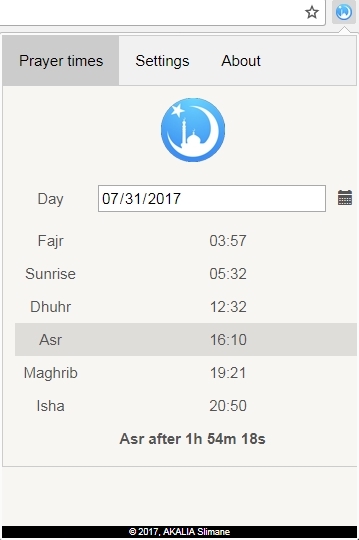 Prayer times Settings About
Day 07/31/2017
Fajr 03:57
Sunrise 05:32
Dhuhr 12:32
Asr 16:10
Maghrib 19:21
Isha 20:50
Asr after 1h 54m 18s
© 2017, AKALIA Slimane